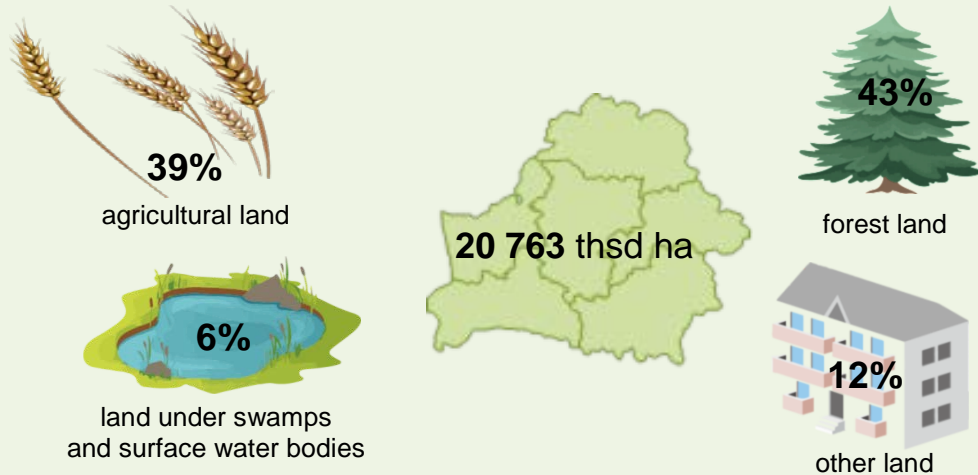 39%
agricultural land
6%
land under swamps
and surface water bodies
20 763 thsd ha
43%
forest land
12%
other land